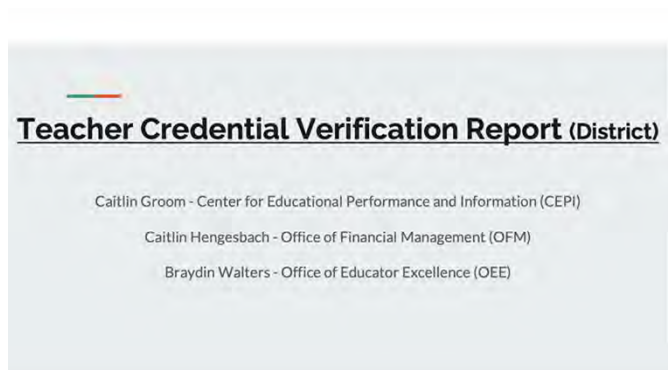 Teacher Credential Verification Report (District)
Caitlin Groom - Center for Educational Performance and Information (CEPI)
Caitlin Hengesbach - Office of Financial Management (OFM)
Braydin Walters - Office of Educator Excellence (OEE)